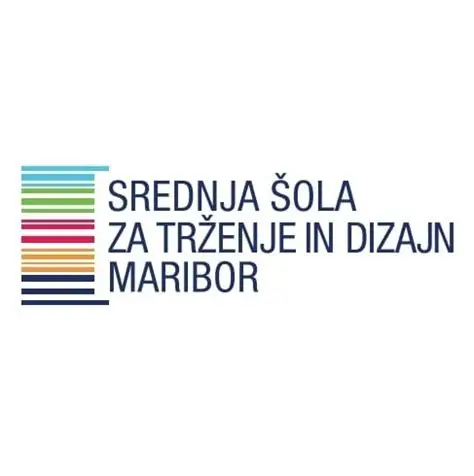 SREDNJA ŠOLA
ZA TRŽENJE IN DIZAJN
MARIBOR